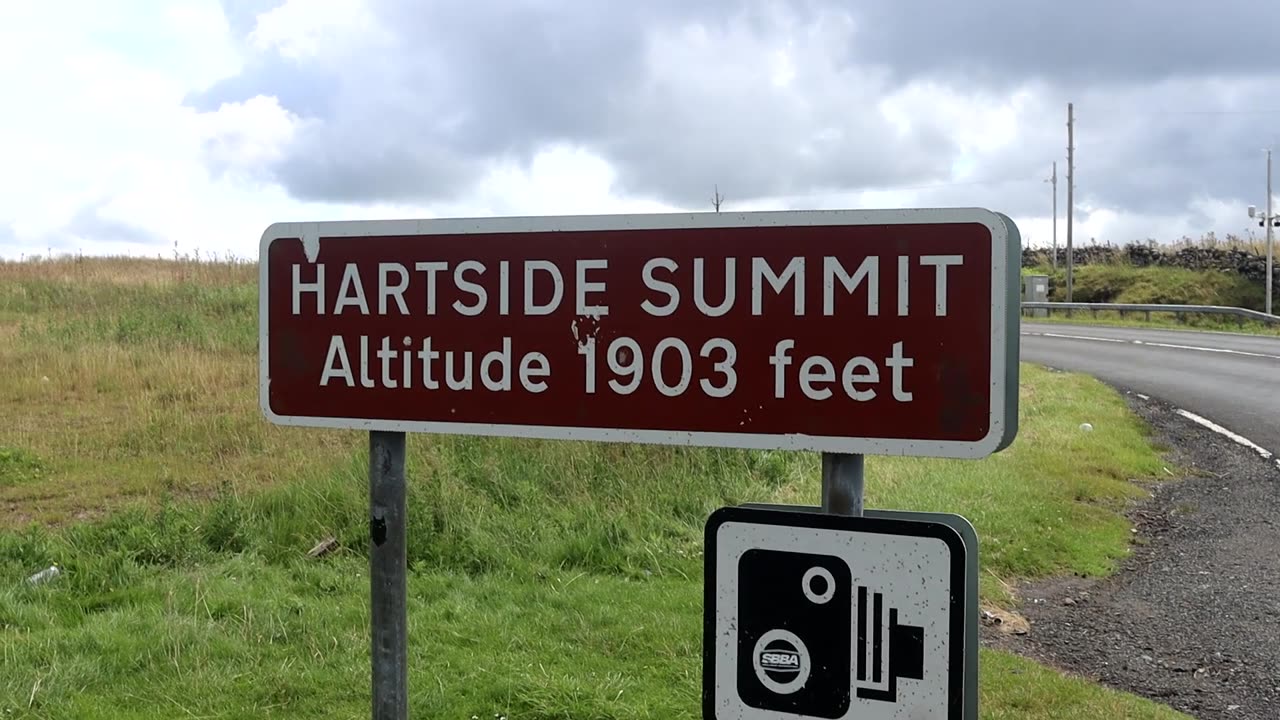 HARTSIDE SUMMIT
Altitude 1903 feet
SBBA